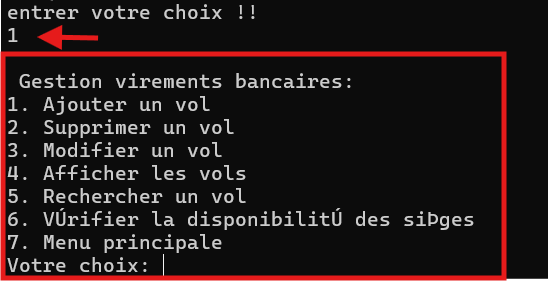 entrer votre choix !!
1
Gestion virements bancaires:
1. Ajouter un vol
2. Supprimer un vol
3. Modifier un vol
4. Afficher les vols
5. Rechercher un vol
6. VÚrifier la disponibilitÚ des siÞges
7. Menu principale
Votre choix: